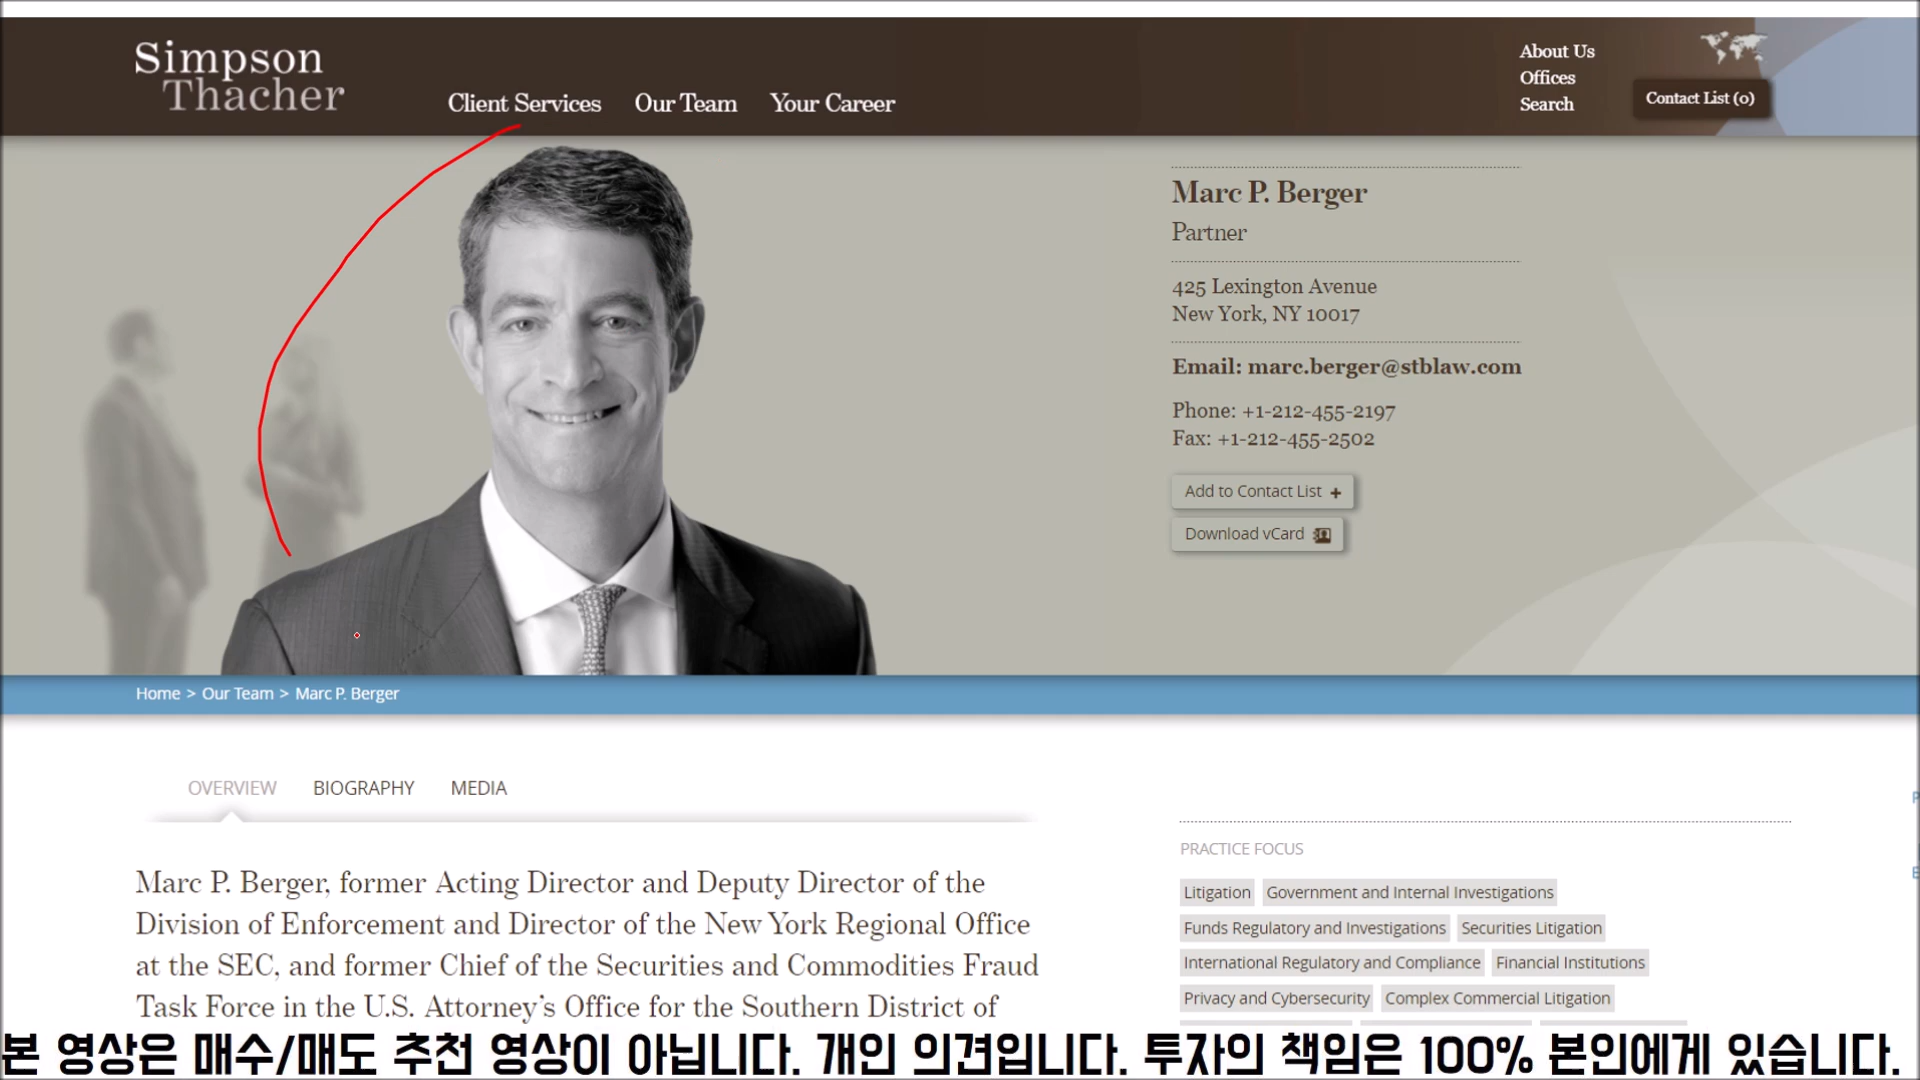 Simpson
Thacher
Client Services
Our Team
Your Career
About Us
Offices
Search
Contact List (0)
Marc P. Berger
Partner
425 Lexington Avenue
New York, NY 10017
Email: marc.berger@stblaw.com
Phone: +1-212-455-2197
Fax: +1-212-455-2502
Add to Contact List +
Download vCard
Home > Our Team > Marc P. Berger
OVERVIEW
BIOGRAPHY
MEDIA
Marc P. Berger, former Acting Director and Deputy Director of the
Division of Enforcement and Director of the New York Regional Office
at the SEC, and former Chief of the Securities and Commodities Fraud
Task Force in the U.S. Attorney's Office for the Southern District of
PRACTICE FOCUS
Litigation
Government and Internal Investigations
Funds Regulatory and Investigations
Securities Litigation
International Regulatory and Compliance
Financial Institutions
Privacy and Cybersecurity
Complex Commercial Litigation
본 영상은 매수/매도 추천 영상이 아닙니다. 개인 의견입니다. 투자의 책임은 100% 본인에게 있습니다.